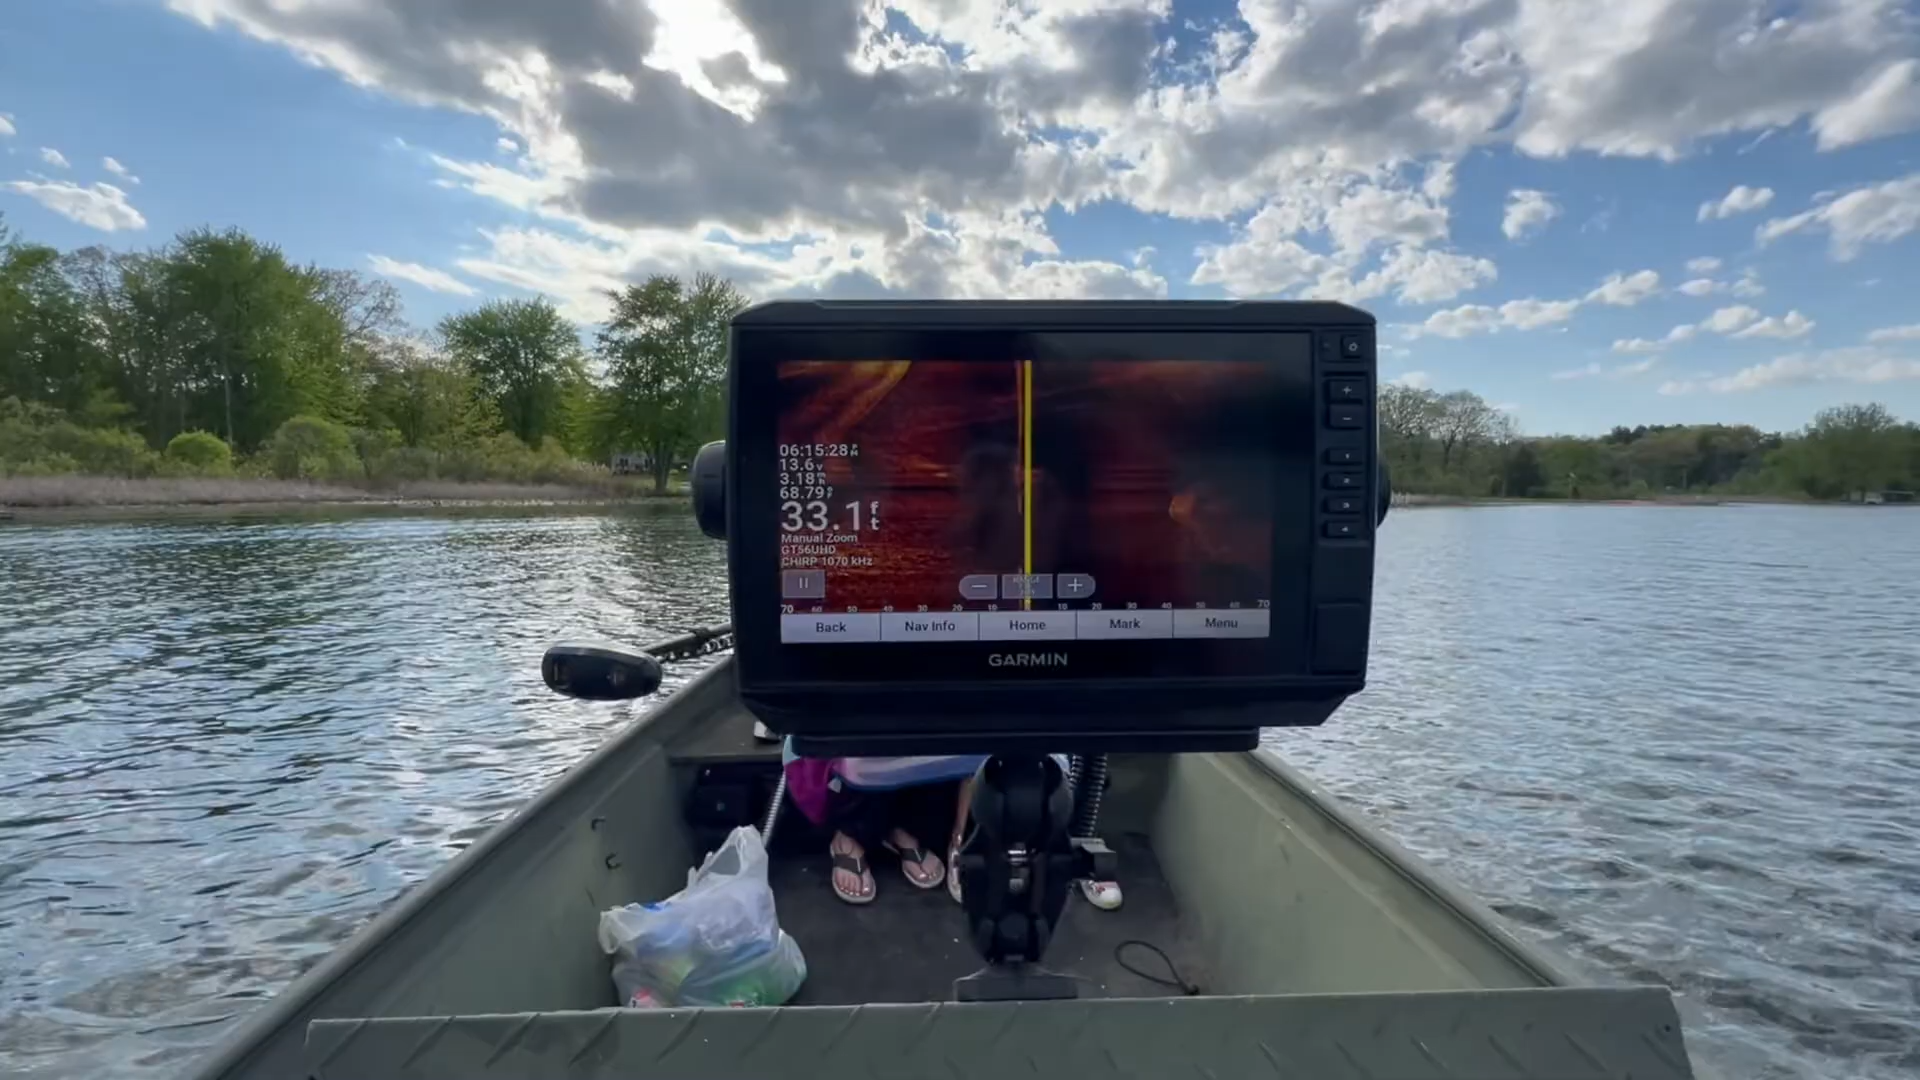 06:15:28 PM
13.6 v
3.18
68.79 °F
33.1 ft
Manual Zoom
GT56UHD
CHIRP 1070 kHz
RANGE
70 60 50 40 30 20 10 10 20 30 40 50 60 70
Back Nav Info Home Mark Menu
GARMIN